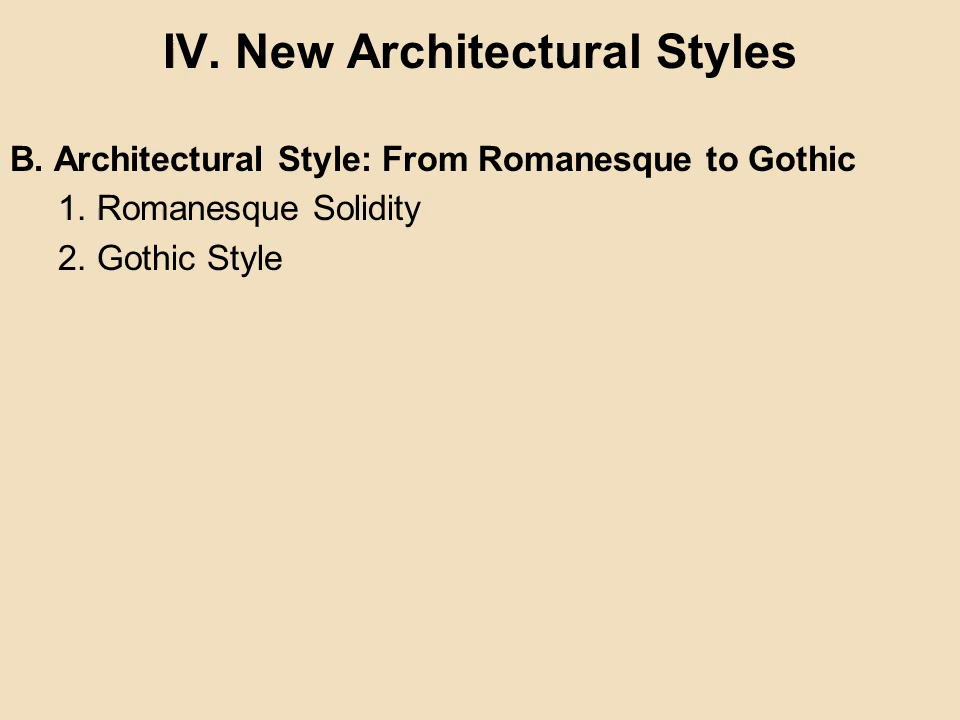 IV. New Architectural Styles
B. Architectural Style: From Romanesque to Gothic
1. Romanesque Solidity
2. Gothic Style